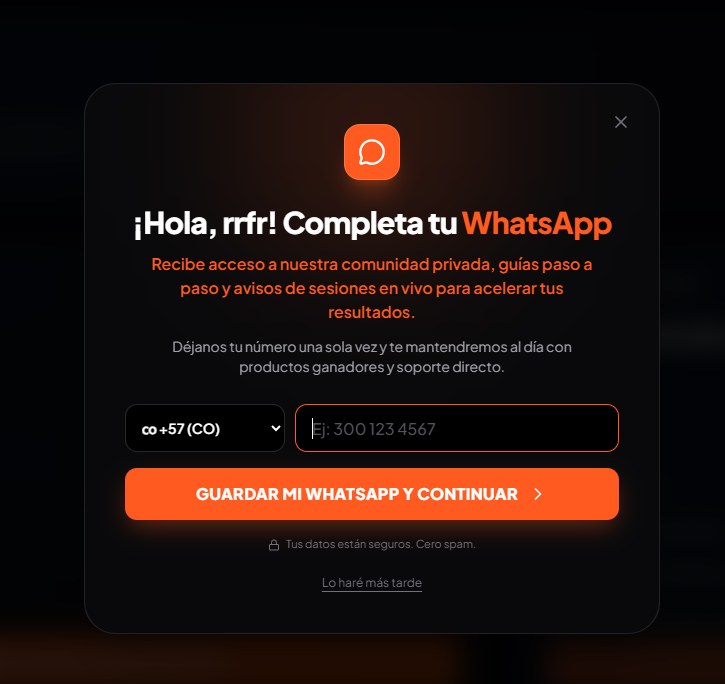 ¡Hola, rrfr! Completa tu WhatsApp
Recibe acceso a nuestra comunidad privada, guías paso a
paso y avisos de sesiones en vivo para acelerar tus
resultados.
Déjanos tu número una sola vez y te mantendremos al día con
productos ganadores y soporte directo.
co +57 (CO)
Ej: 300 123 4567
GUARDAR MI WHATSAPP Y CONTINUAR
Tus datos están seguros. Cero spam.
Lo haré más tarde